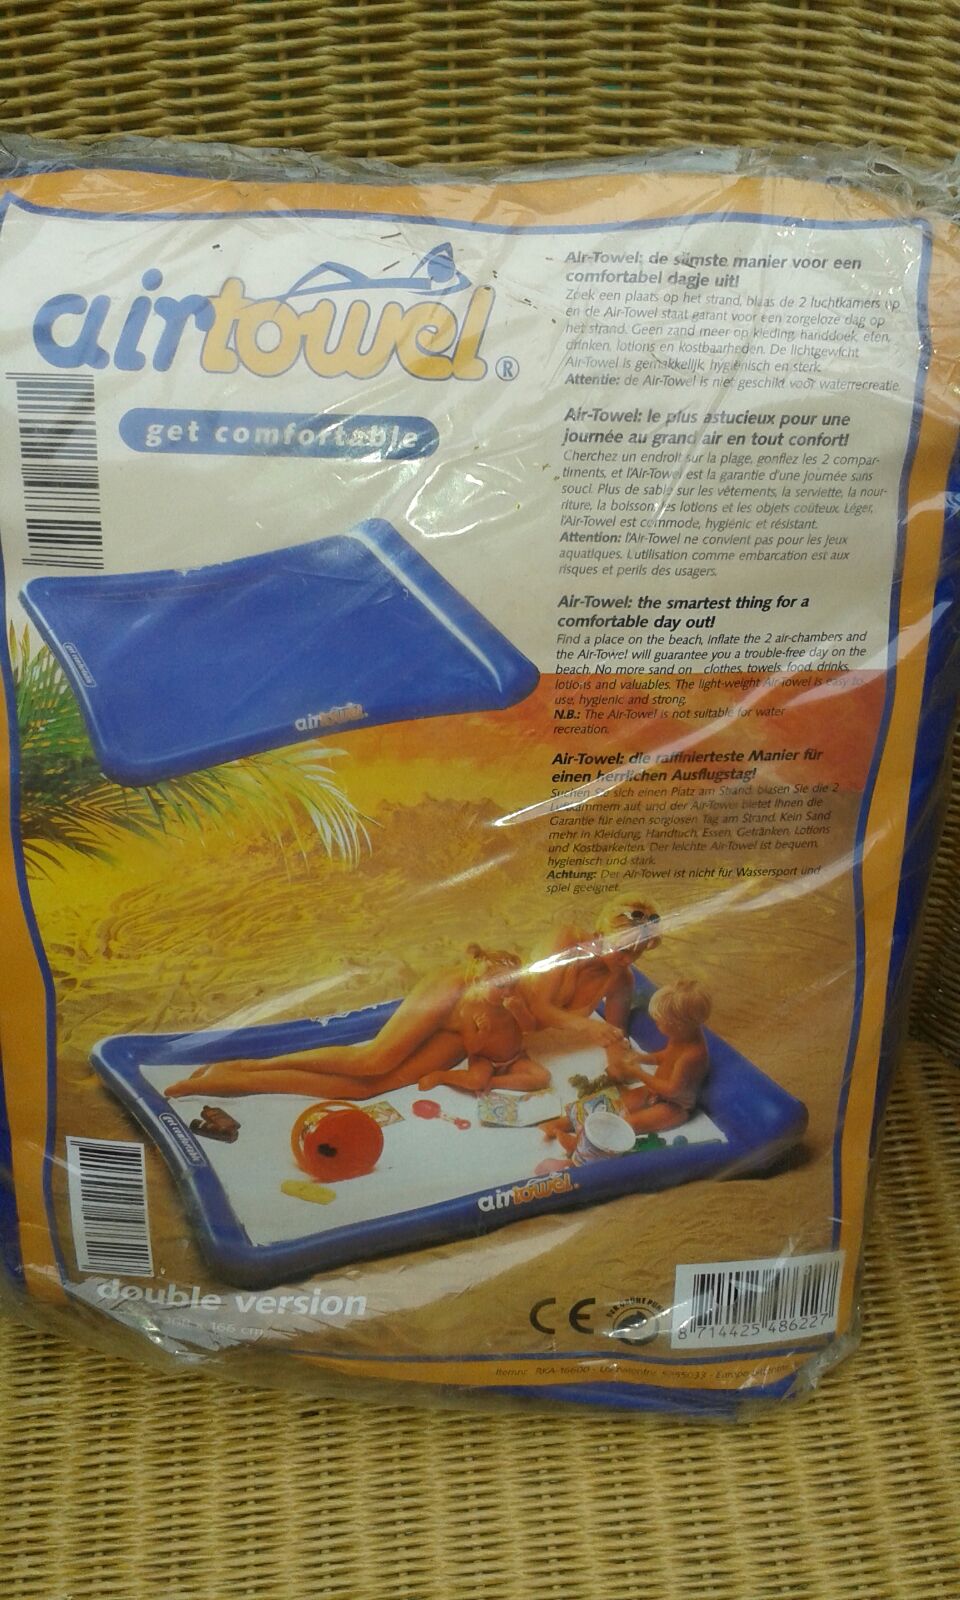 airtowel®
get comfortable
Air-Towel: de slimste manier voor een
comfortabel dagje uit!
Zoek een plaats op het strand, blaas de 2 luchtkamers op
en de Air-Towel staat garant voor een zorgeloze dag op
het strand. Geen zand meer op kleding, handdoek, eten,
drinken, lotions en kostbaarheden. De lichtgewicht
Air-Towel is gemakkelijk, hygiënisch en sterk.
Attentie: de Air-Towel is niet geschikt voor waterrecreatie.
Air-Towel: le plus astucieux pour une
journée au grand air en tout confort!
Cherchez un endroit sur la plage, gonflez les 2 compar-
timents, et l'Air-Towel est la garantie d'une journée sans
souci. Plus de sable sur les vêtements, la serviette, la nour-
riture, la boisson, les lotions et les objets coûteux. Léger,
l'Air-Towel est commode, hygienic et résistant.
Attention: l'Air-Towel ne convient pas pour les jeux
aquatiques. L'utilisation comme embarcation est aux
risques et perils des usagers.
Air-Towel: the smartest thing for a
comfortable day out!
Find a place on the beach, inflate the 2 air-chambers and
the Air-Towel will guarantee you a trouble-free day on the
beach. No more sand on clothes, towels, food, drinks,
lotions and valuables. The light-weight Air-Towel is easy to
use, hygienic and strong.
N.B.: The Air-Towel is not suitable for water
recreation.
Air-Towel: die raffinierteste Manier für
einen herrlichen Ausflugstag!
Suchen Sie sich einen Platz am Strand, blasen Sie die 2
Luftkammern auf und der Air-Towel bietet Ihnen die
Garantie für einen sorglosen Tag am Strand. Kein Sand
mehr in Kleidung, Handtuch, Essen, Getränken, Lotions
und Kostbarkeiten. Der leichte Air-Towel ist bequem,
hygienisch und stark.
Achtung: Der Air-Towel ist nicht für Wassersport und
spiel geeignet.
get comfortable
airtowel
get comfortable
airtowel
double version
x 166 cm
CE
DER GRÜNE PUNKT
8 714425 486227
Itemnr. RKA-16600 -